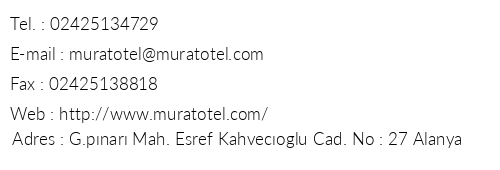 Tel. : 02425134729
E-mail : muratotel@muratotel.com
Fax : 02425138818
Web : http://www.muratotel.com/
Adres : G.pınarı Mah. Esref Kahvecıoglu Cad. No : 27 Alanya